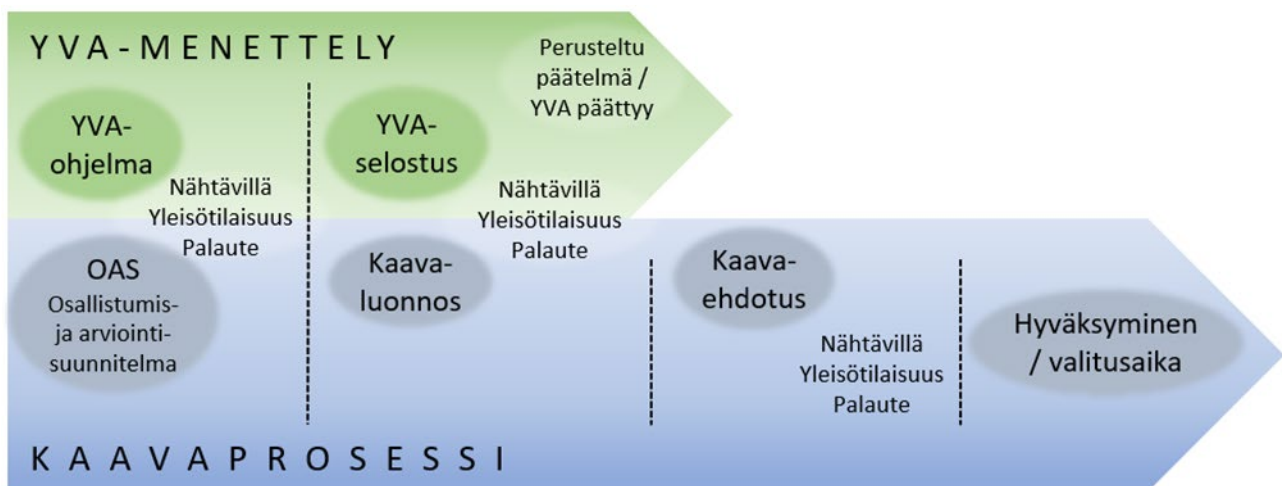 YVA-MENETTELY
YVA-
ohjelma
Nähtävillä
Yleisötilaisuus
Palaute
YVA-
selostus
Nähtävillä
Yleisötilaisuus
Palaute
Perusteltu
päätelmä /
YVA päättyy
OAS
Osallistumis-
ja arviointi-
suunnitelma
Kaava-
luonnos
Kaava-
ehdotus
Nähtävillä
Yleisötilaisuus
Palaute
Hyväksyminen
/ valitusaika
KAAVAPROSESSI